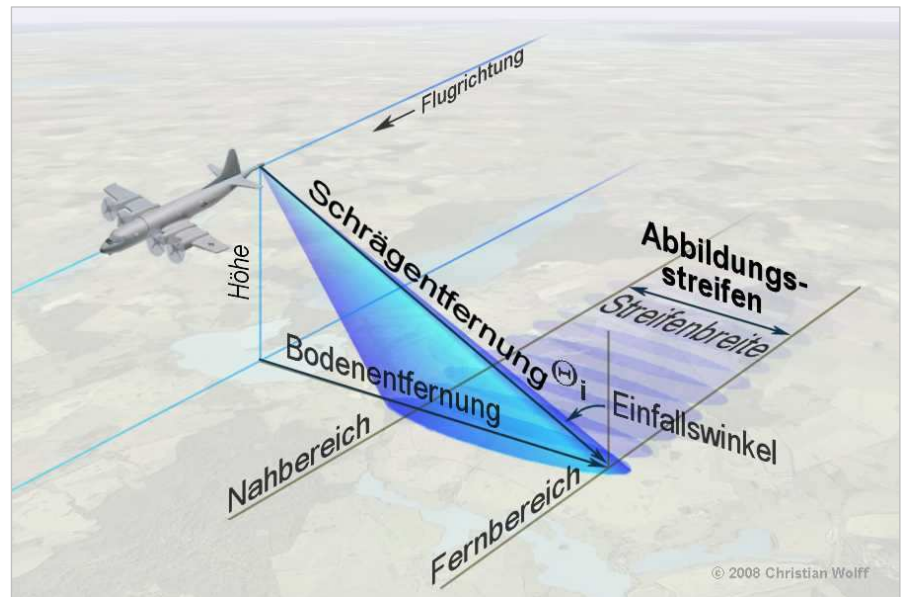 Flugrichtung
Schrägentfernung
Höhe
Abbildungs-
streifen
Streifenbreite
Bodenentfernung
Θi
Einfallswinkel
Nahbereich
Fernbereich
© 2008 Christian Wolff